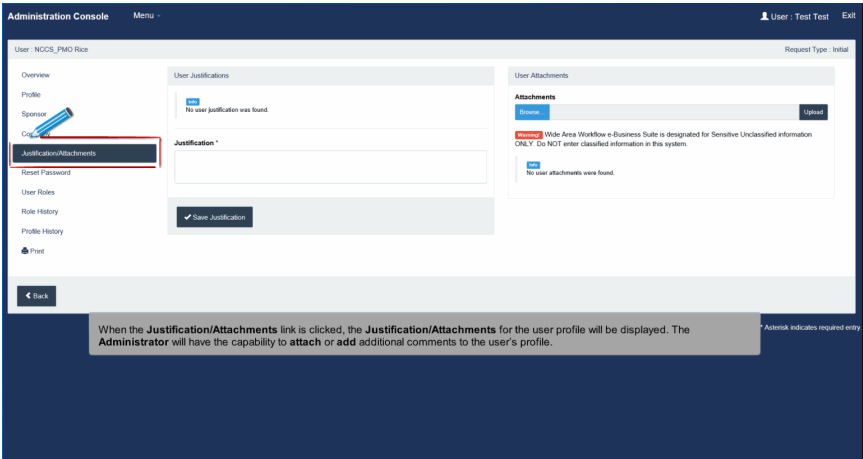 Administration Console Menu User : Test Test Exit
User : NCCS_PMO Rice Request Type : Initial
Overview
Profile
Sponsor
Justification/Attachments
Reset Password
User Roles
Role History
Profile History
Print
User Justifications
Info
No user justification was found.
Justification *
Save Justification
User Attachments
Attachments
Browse... Upload
Warning! Wide Area Workflow e-Business Suite is designated for Sensitive Unclassified information
ONLY. Do NOT enter classified information in this system.
Info
No user attachments were found.
Back
* Asterisk indicates required entry.
When the Justification/Attachments link is clicked, the Justification/Attachments for the user profile will be displayed. The
Administrator will have the capability to attach or add additional comments to the user's profile.